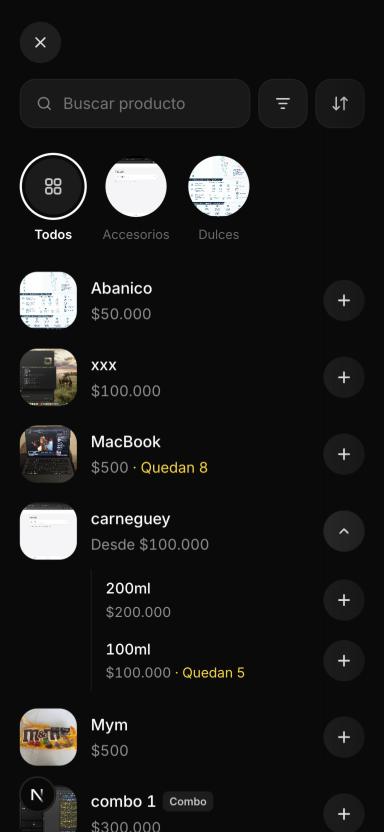 Buscar producto
Todos
Accesorios
Dulces
Abanico
$50.000
xxx
$100.000
MacBook
$500 · Quedan 8
carneguey
Desde $100.000
200ml
$200.000
100ml
$100.000 · Quedan 5
m&m's
Mym
$500
N
combo 1 Combo
$300.000